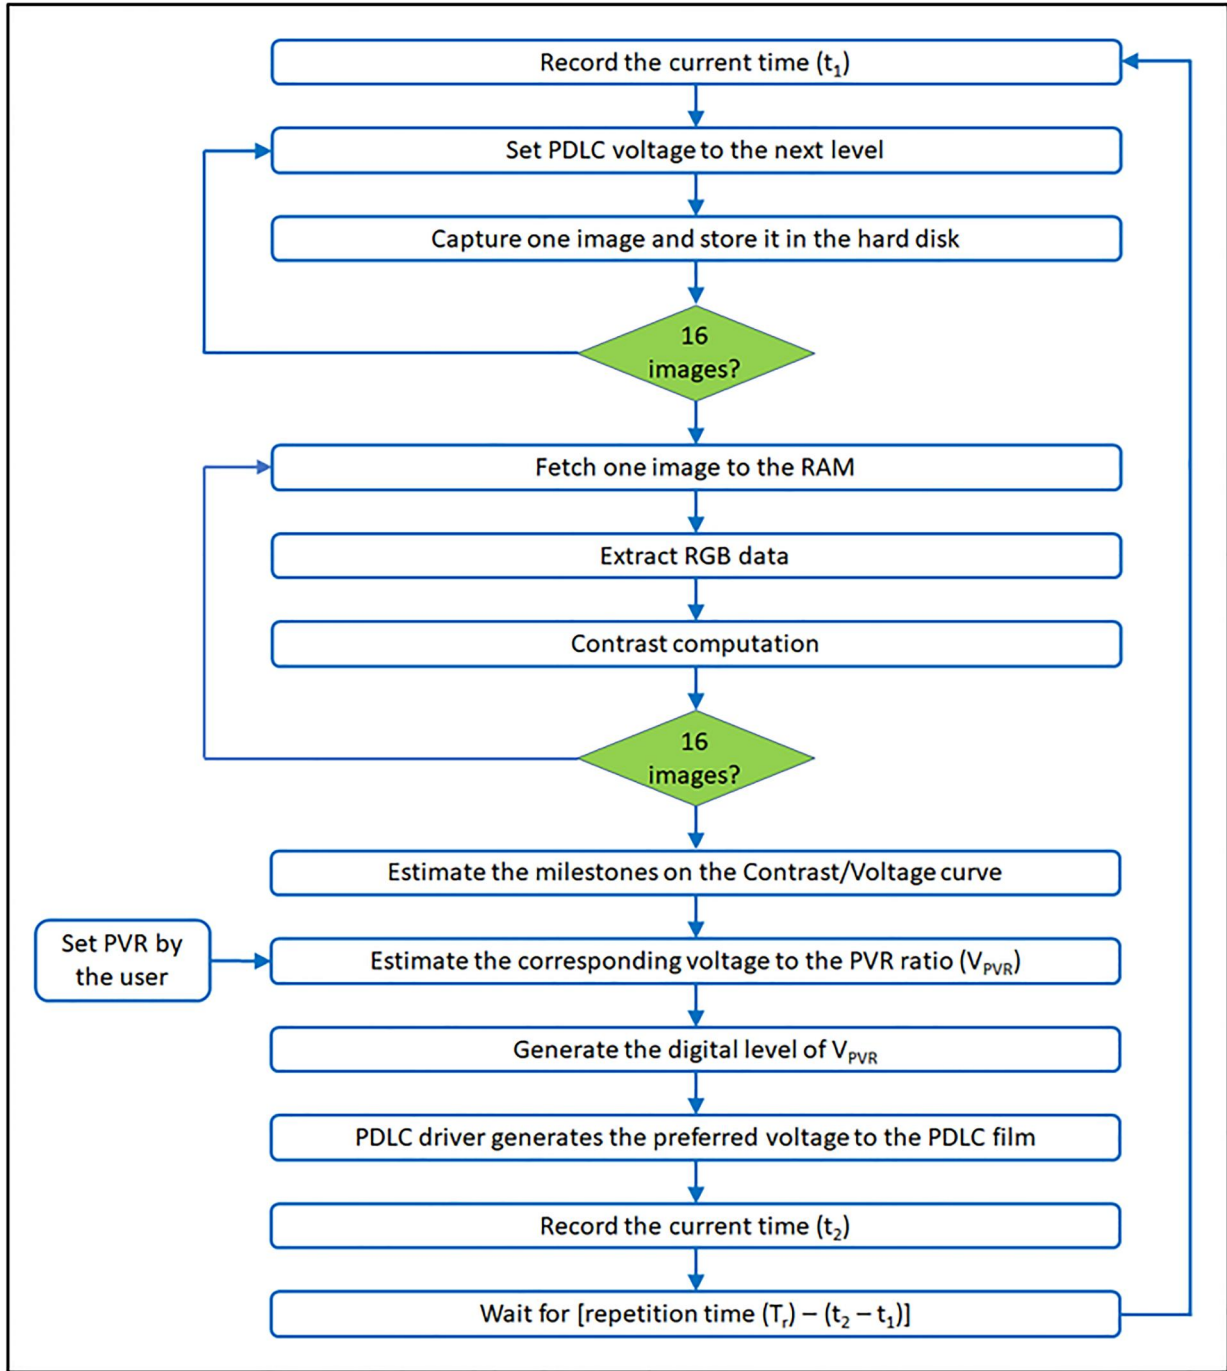 Record the current time (t₁)
Set PDLC voltage to the next level
Capture one image and store it in the hard disk
16
images?
Fetch one image to the RAM
Extract RGB data
Contrast computation
16
images?
Estimate the milestones on the Contrast/Voltage curve
Set PVR by
the user
Estimate the corresponding voltage to the PVR ratio (V_PVR)
Generate the digital level of V_PVR
PDLC driver generates the preferred voltage to the PDLC film
Record the current time (t₂)
Wait for [repetition time (Tᵣ) – (t₂ – t₁)]